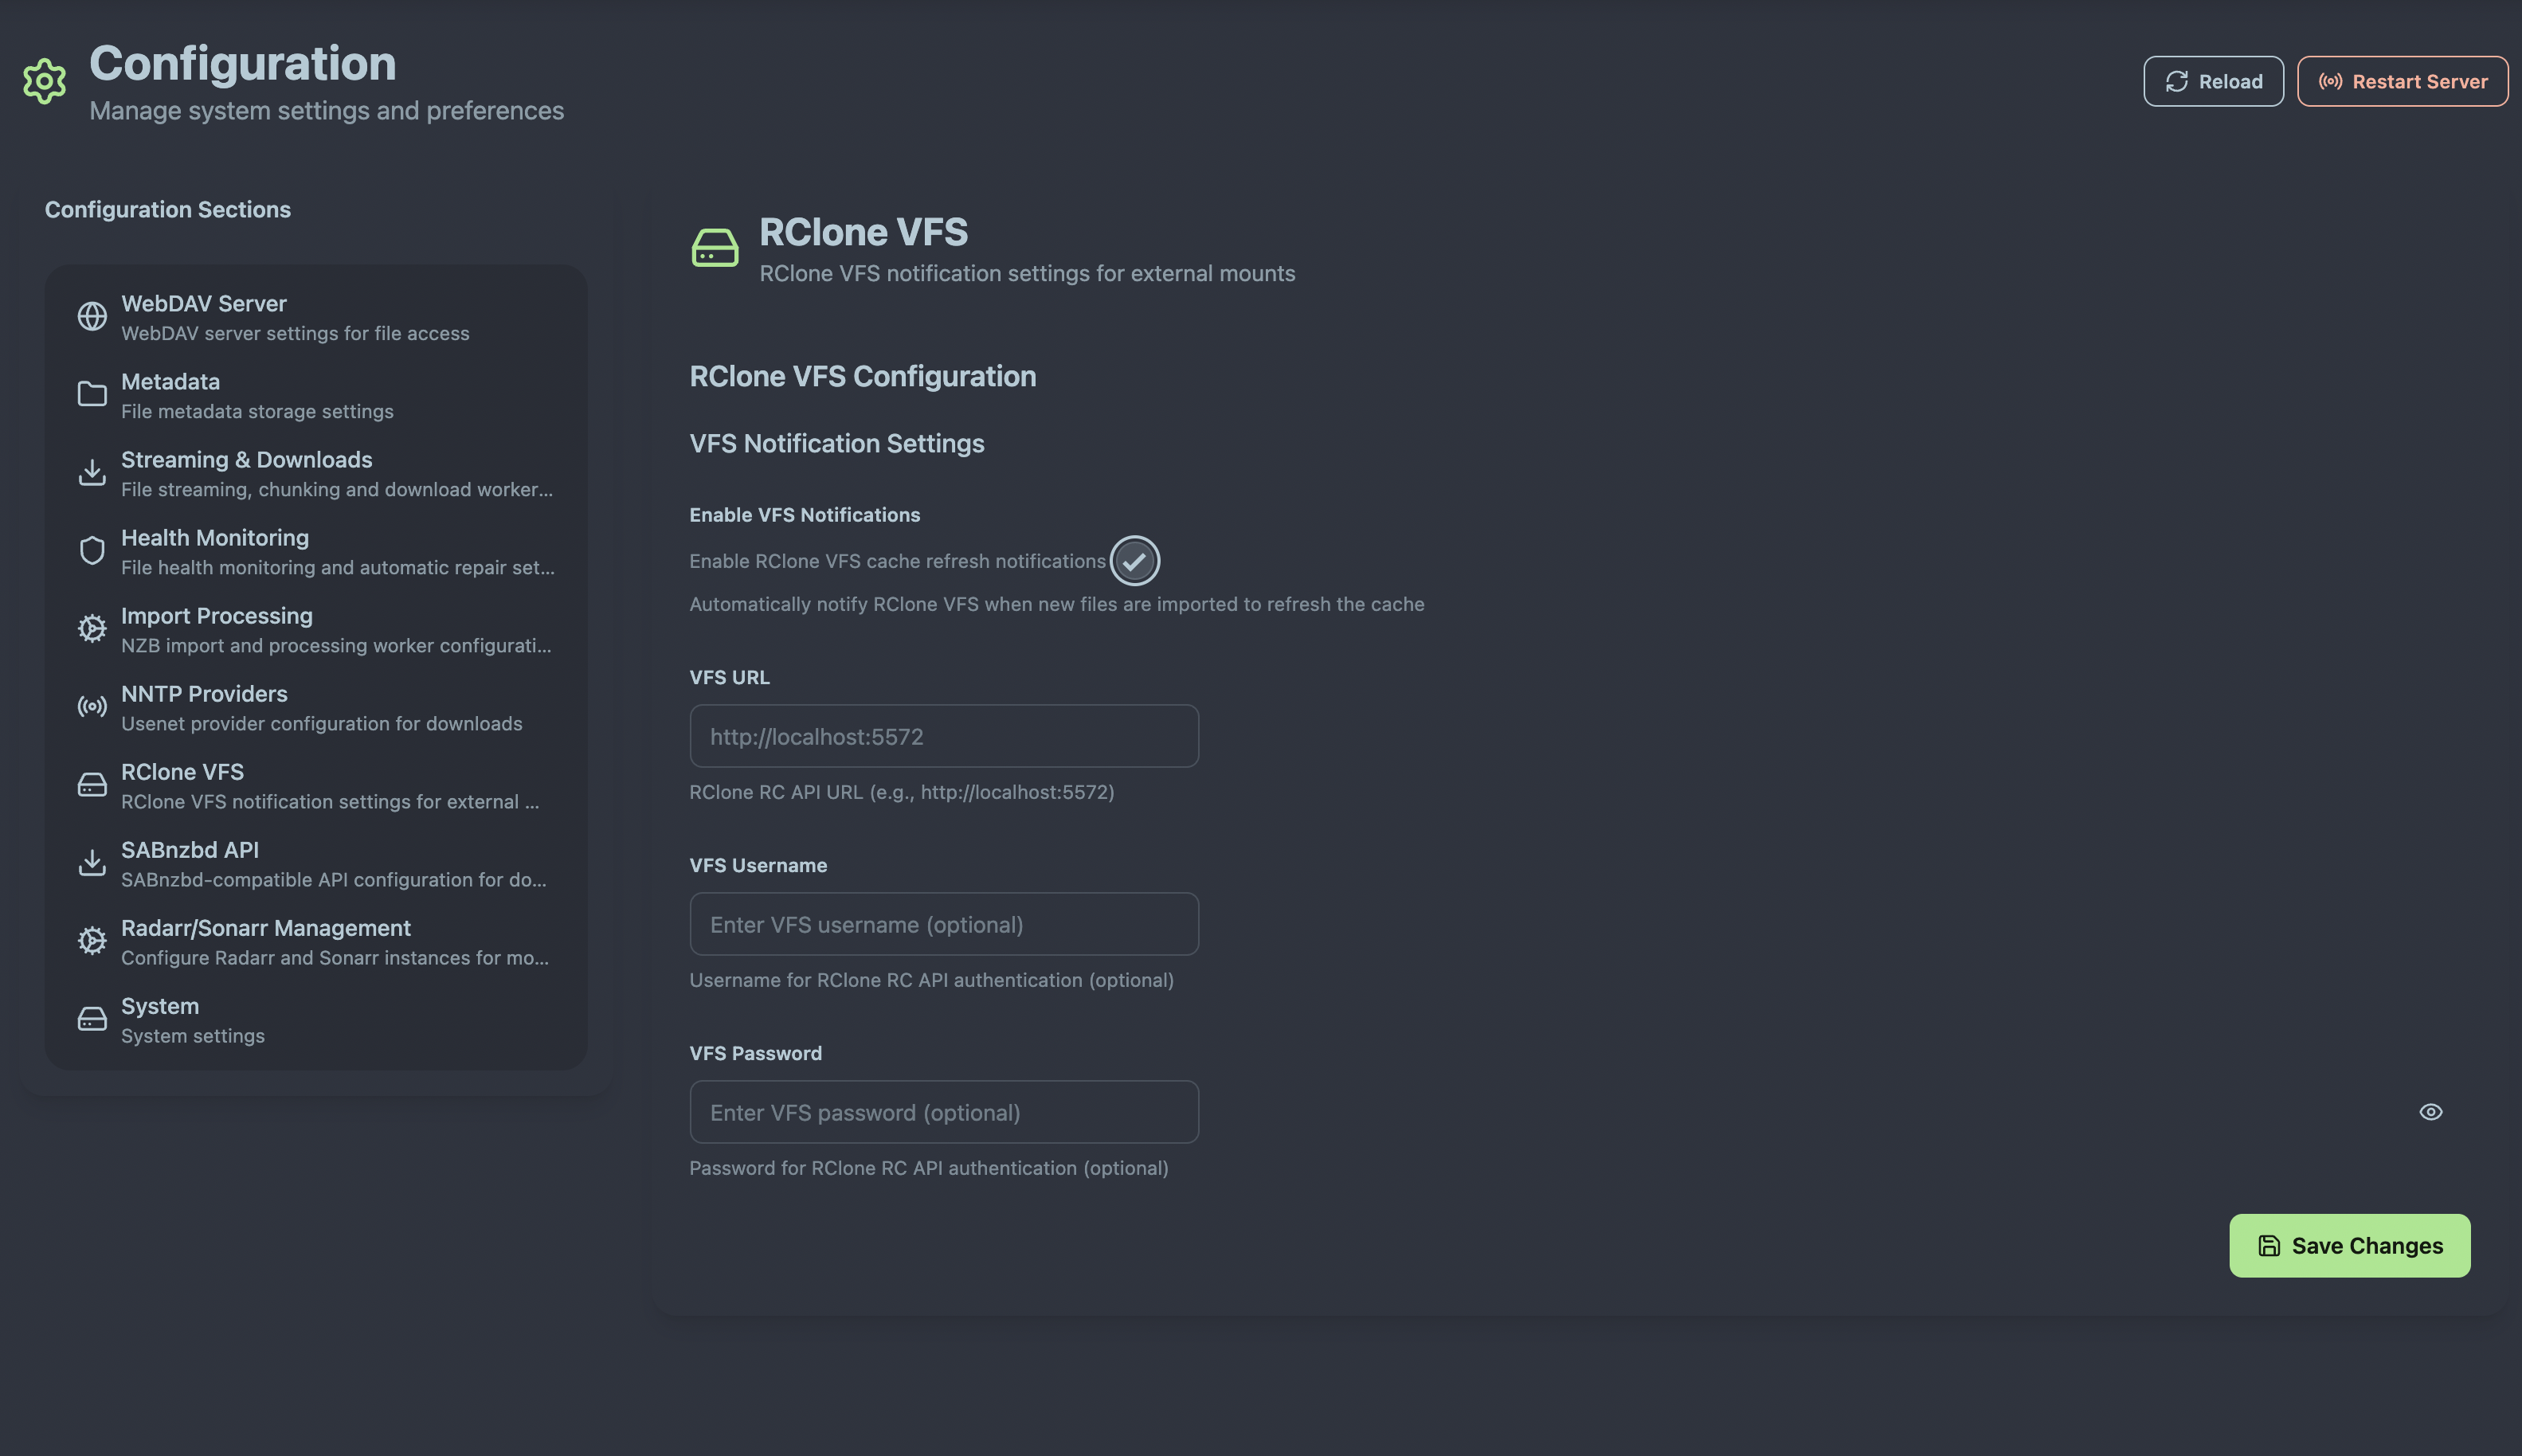 Configuration
Manage system settings and preferences
Reload
Restart Server
Configuration Sections
WebDAV Server
WebDAV server settings for file access
Metadata
File metadata storage settings
Streaming & Downloads
File streaming, chunking and download worker...
Health Monitoring
File health monitoring and automatic repair set...
Import Processing
NZB import and processing worker configurati...
NNTP Providers
Usenet provider configuration for downloads
RClone VFS
RClone VFS notification settings for external ...
SABnzbd API
SABnzbd-compatible API configuration for do...
Radarr/Sonarr Management
Configure Radarr and Sonarr instances for mo...
System
System settings
RClone VFS
RClone VFS notification settings for external mounts
RClone VFS Configuration
VFS Notification Settings
Enable VFS Notifications
Enable RClone VFS cache refresh notifications
Automatically notify RClone VFS when new files are imported to refresh the cache
VFS URL
http://localhost:5572
RClone RC API URL (e.g., http://localhost:5572)
VFS Username
Enter VFS username (optional)
Username for RClone RC API authentication (optional)
VFS Password
Enter VFS password (optional)
Password for RClone RC API authentication (optional)
Save Changes